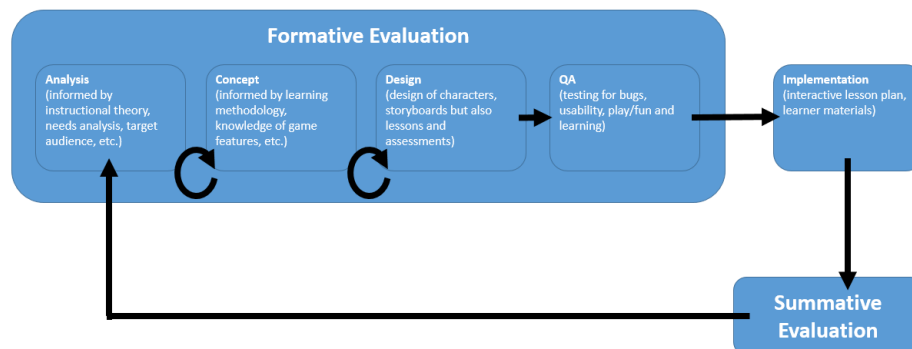 Formative Evaluation
Analysis
(informed by
instructional theory,
needs analysis, target
audience, etc.)
Concept
(informed by learning
methodology,
knowledge of game
features, etc.)
Design
(design of characters,
storyboards but also
lessons and
assessments)
QA
(testing for bugs,
usability, play/fun and
learning)
Implementation
(interactive lesson plan,
learner materials)
Summative
Evaluation